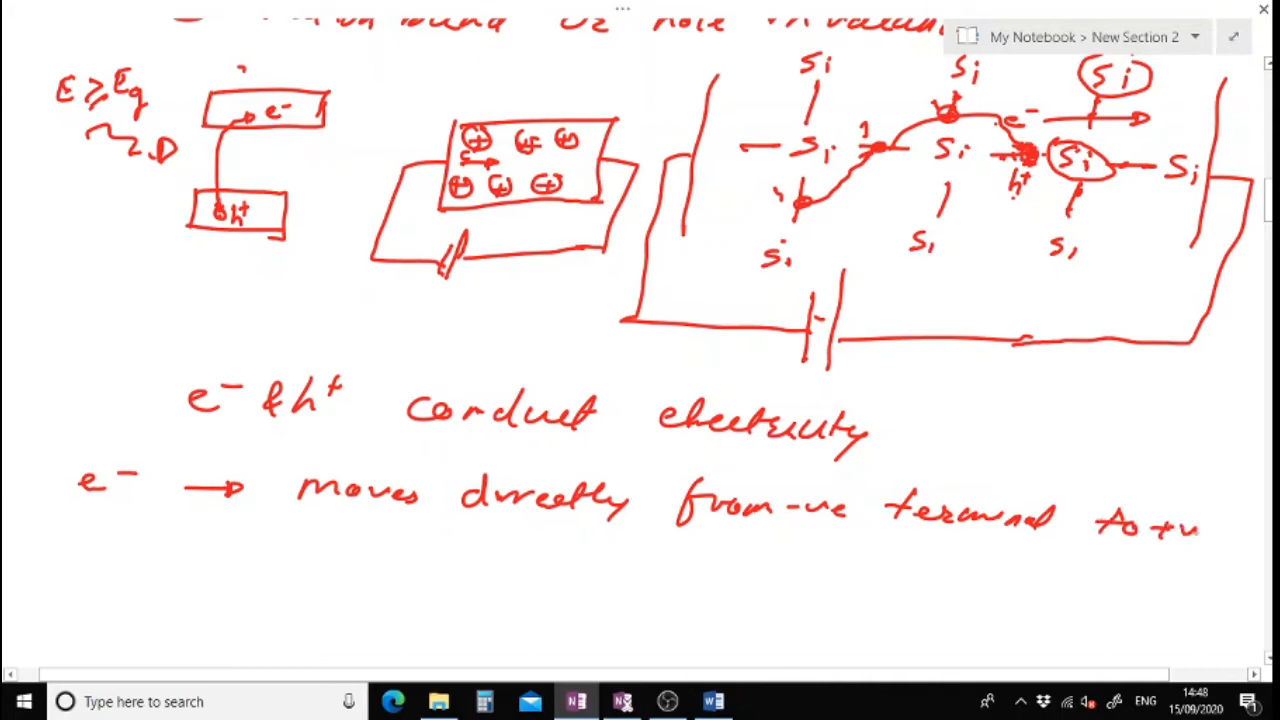 My Notebook > New Section 2
E ≥ Eg
e⁻
h⁺
+ + +
+ + +
Si Si Si
Si Si e⁻ Si Si
h⁺
Si Si Si
e⁻ & h⁺ conduct electricity
e⁻ → moves directly from -ve terminal to +v
Type here to search
ENG
14:48
15/09/2020
1